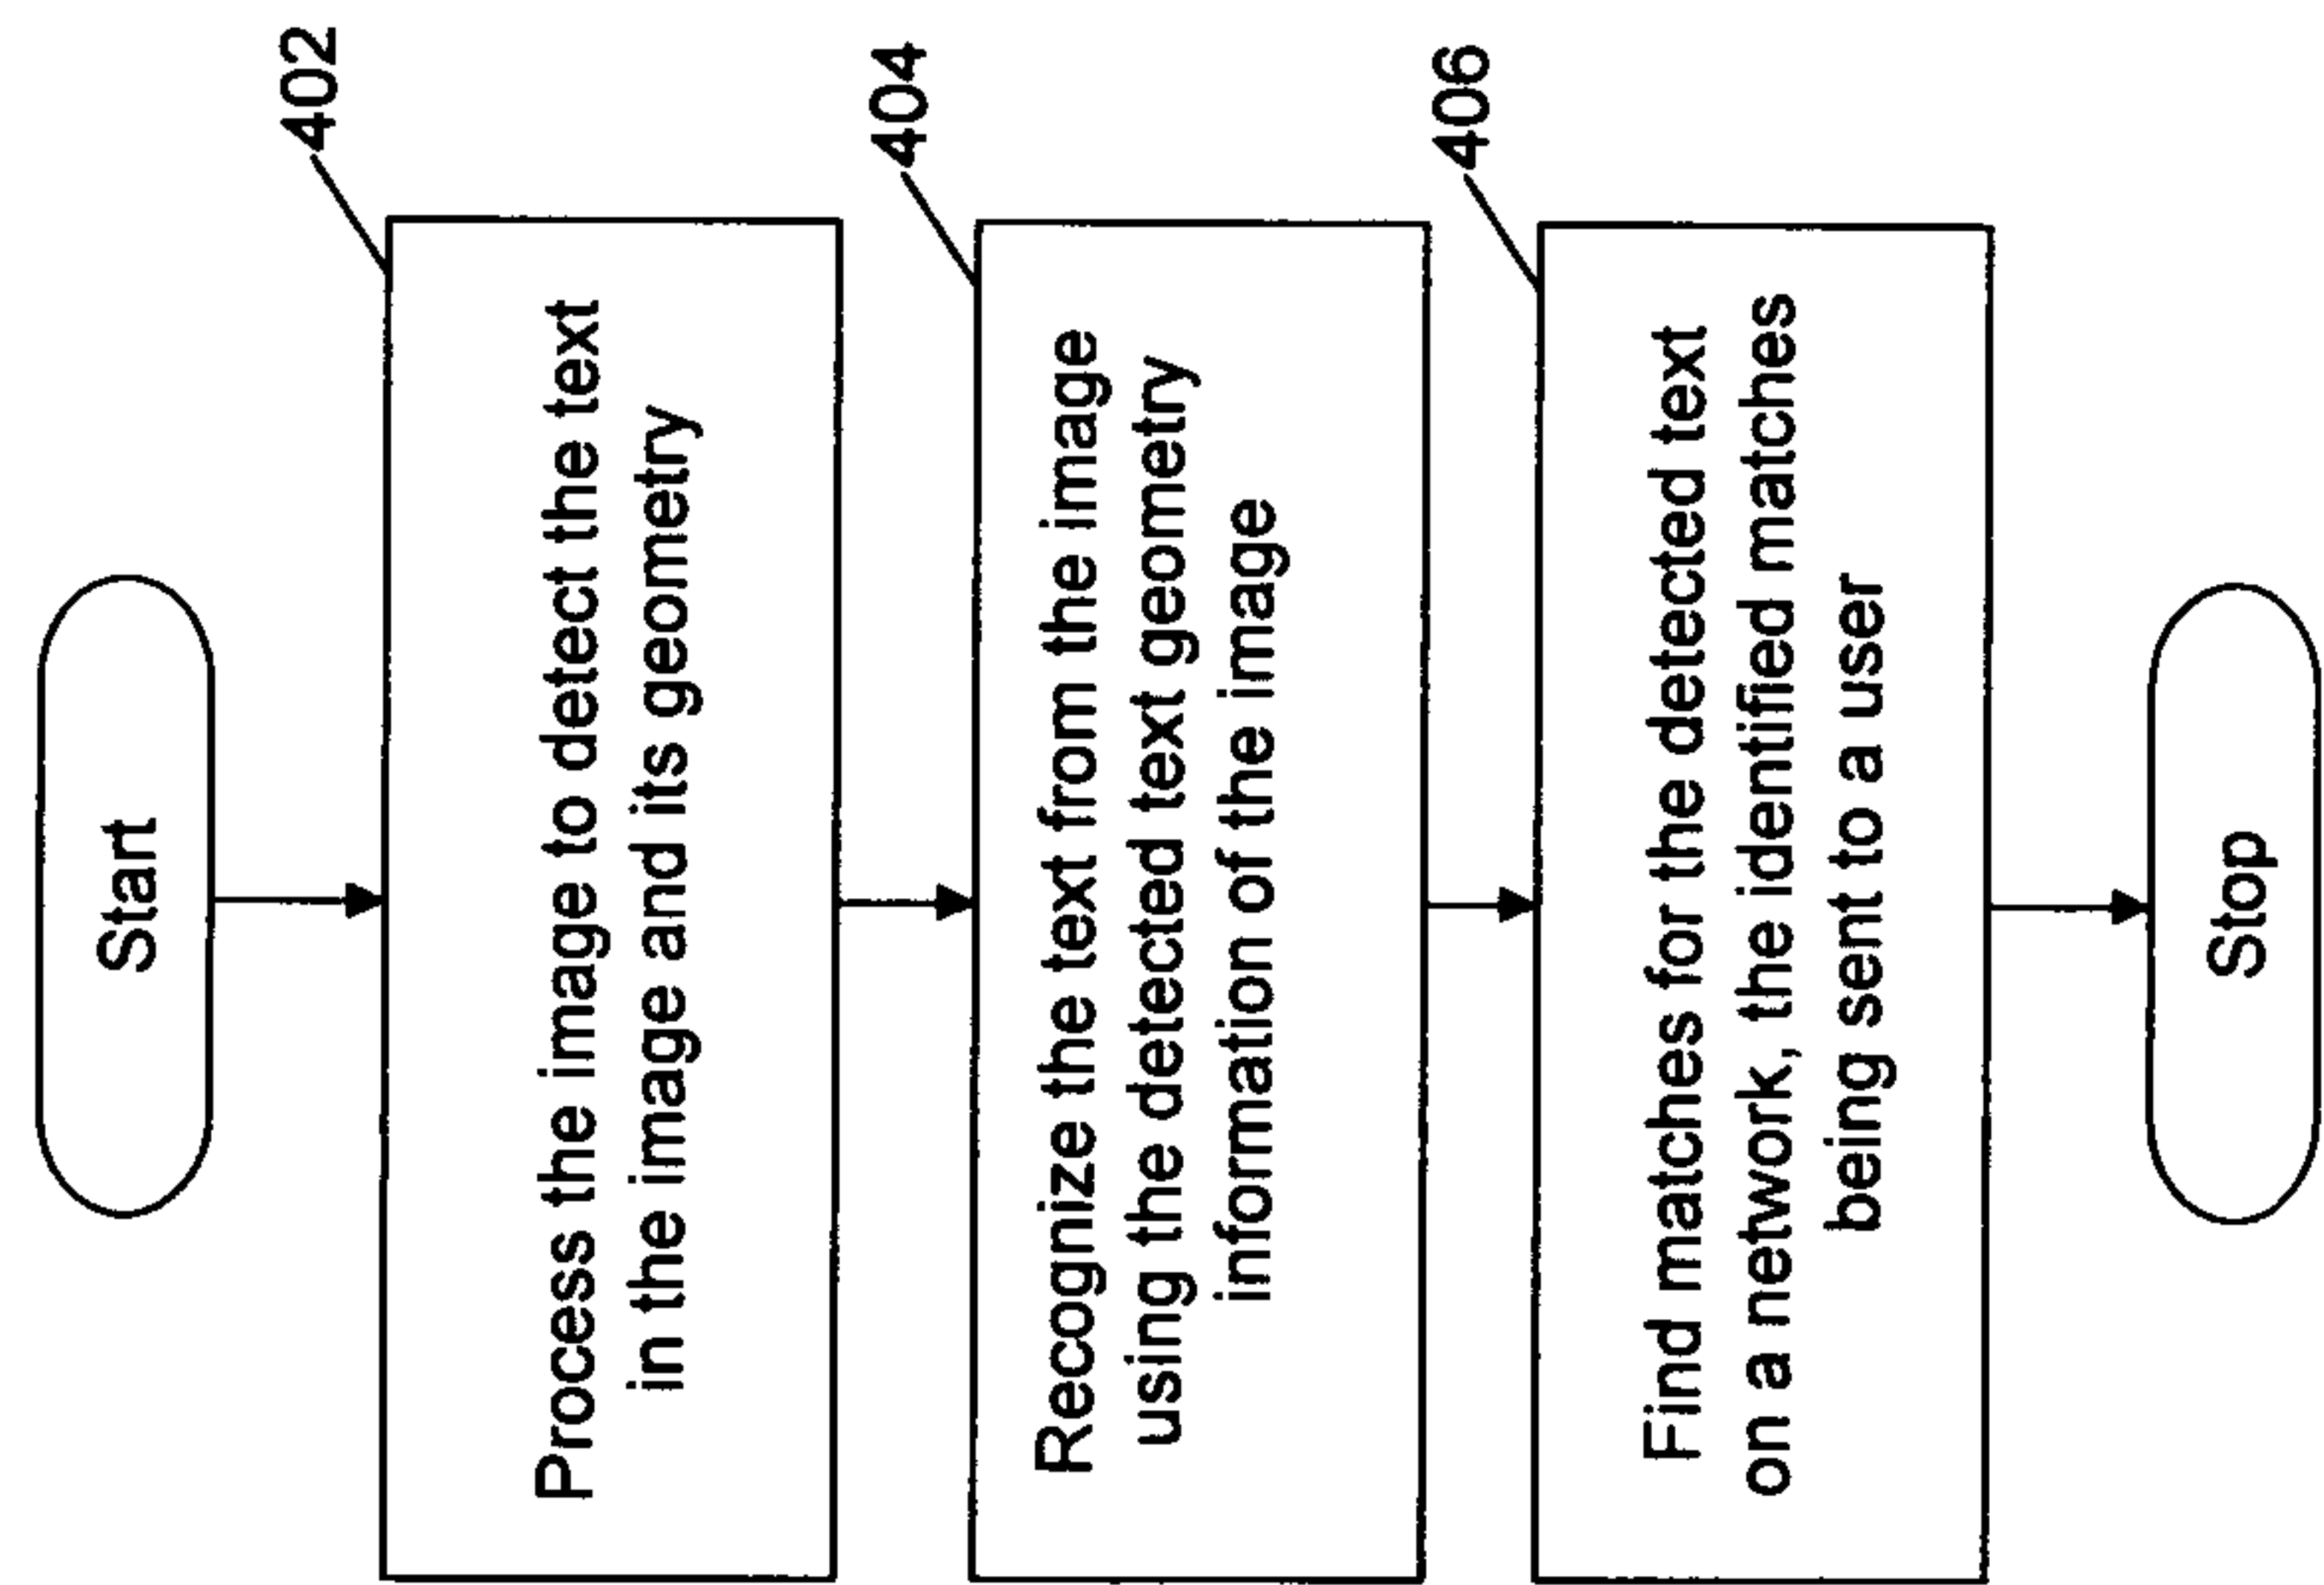 Start
402
Process the image to detect the text
in the image and its geometry
404
Recognize the text from the image
using the detected text geometry
information of the image
406
Find matches for the detected text
on a network, the identified matches
being sent to a user
Stop